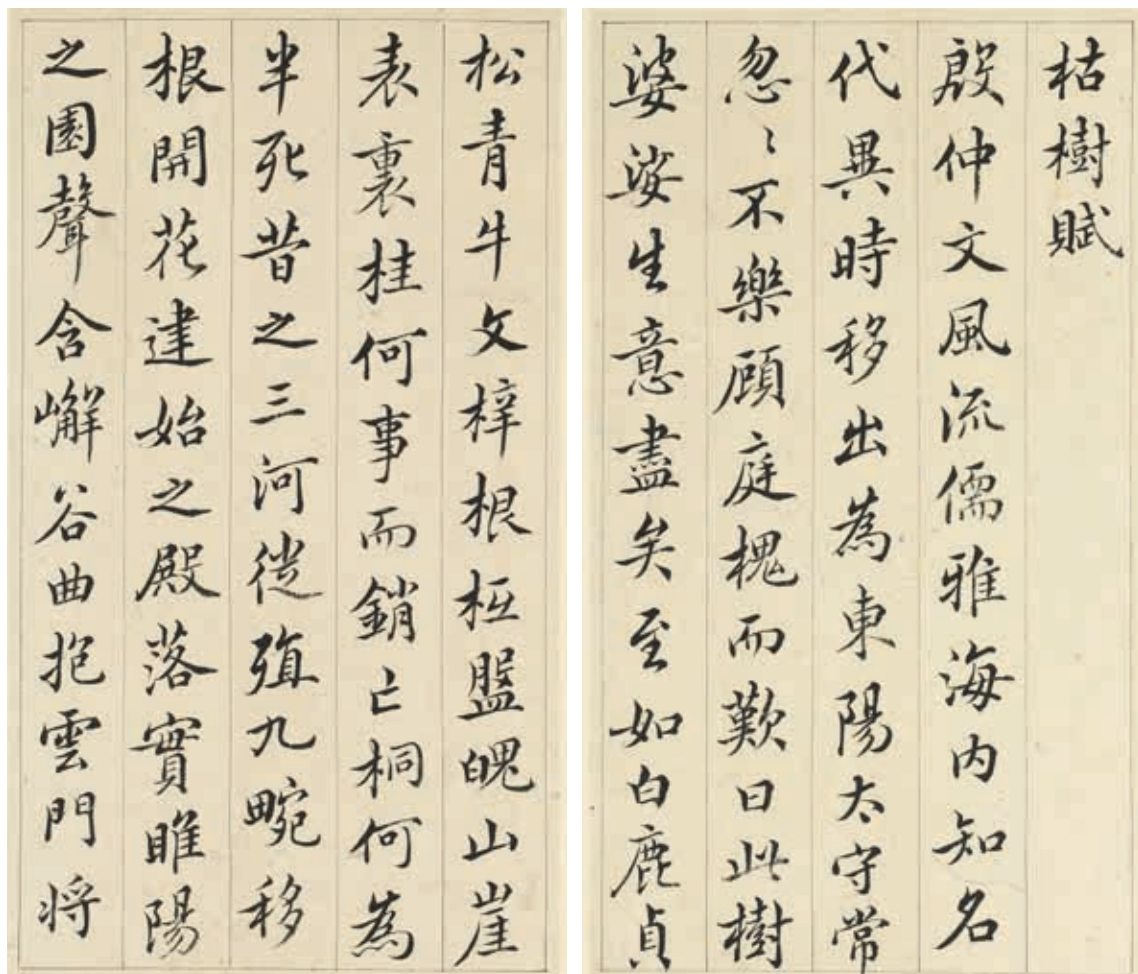 枯樹賦
殷仲文風流儒雅海内知名
代異時移出為東陽太守常
忽〻不樂顧庭槐而歎曰此樹
婆娑生意盡矣至如白鹿貞
松青牛文梓根柢盤魄山崖
表裏桂何事而銷亡桐何為
半死昔之三河徙殖九畹移
根開花建始之殿落實睢陽
之園聲含嶰谷曲抱雲門将